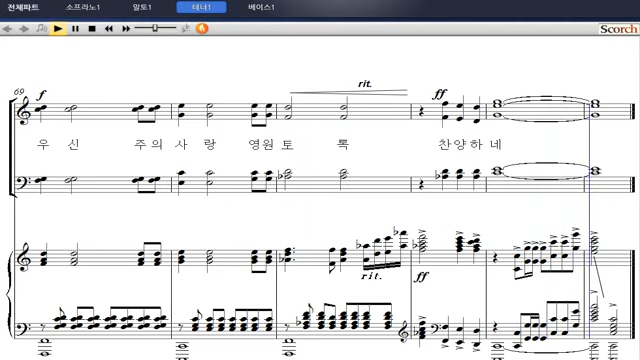 전체파트 소프라노1 알토1 테너1 베이스1
Scorch
69 f rit. ff
우 신 주의 사 랑 영원 토 록 찬양하 네
rit. ff